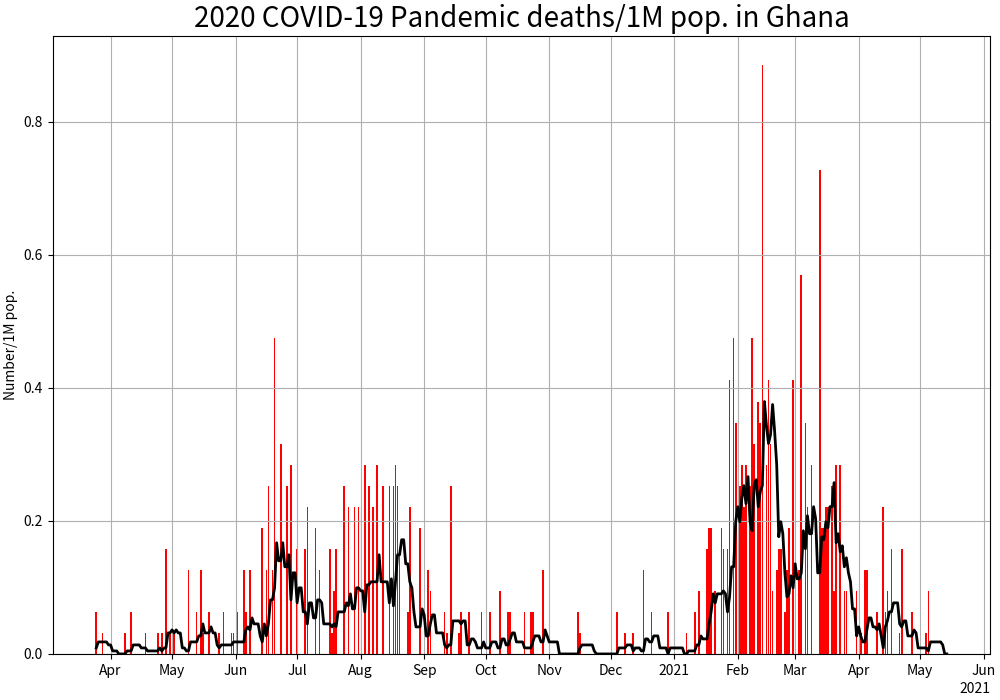 2020 COVID-19 Pandemic deaths/1M pop. in Ghana
Number/1M pop.
0.8
0.6
0.4
0.2
0.0
Apr May Jun Jul Aug Sep Oct Nov Dec 2021 Feb Mar Apr May Jun
2021